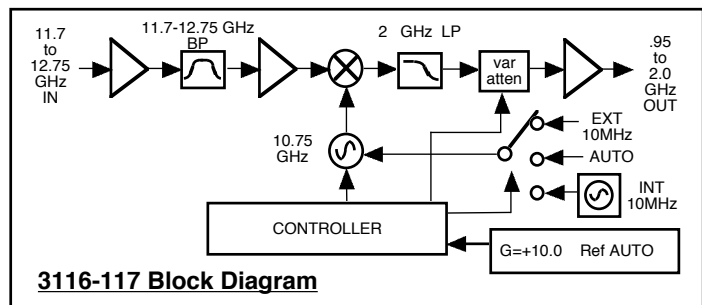 11.7
to
12.75
GHz
IN
11.7-12.75 GHz
BP
2 GHz LP
var
atten
.95
to
2.0
GHz
OUT
10.75
GHz
EXT
10MHz
AUTO
INT
10MHz
CONTROLLER
G=+10.0 Ref AUTO
3116-117 Block Diagram